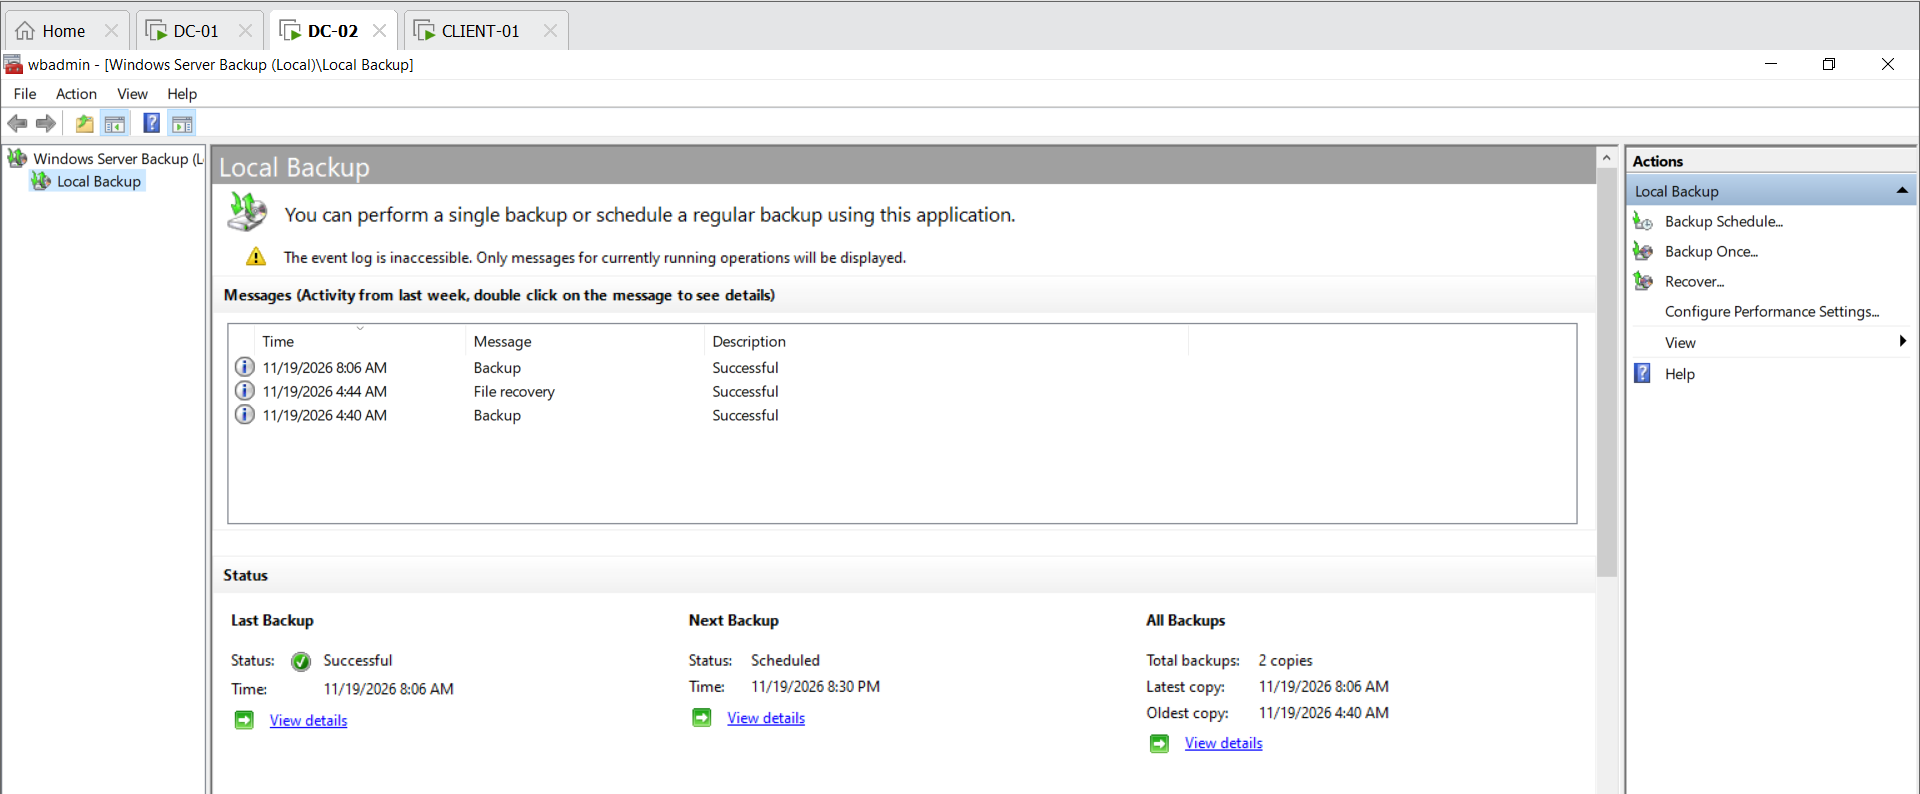 Home
DC-01
DC-02
CLIENT-01
wbadmin - [Windows Server Backup (Local)\Local Backup]
File Action View Help
Windows Server Backup (L
Local Backup
Local Backup
You can perform a single backup or schedule a regular backup using this application.
The event log is inaccessible. Only messages for currently running operations will be displayed.
Messages (Activity from last week, double click on the message to see details)
Time Message Description
11/19/2026 8:06 AM Backup Successful
11/19/2026 4:44 AM File recovery Successful
11/19/2026 4:40 AM Backup Successful
Status
Last Backup
Status: Successful
Time: 11/19/2026 8:06 AM
View details
Next Backup
Status: Scheduled
Time: 11/19/2026 8:30 PM
View details
All Backups
Total backups: 2 copies
Latest copy: 11/19/2026 8:06 AM
Oldest copy: 11/19/2026 4:40 AM
View details
Actions
Local Backup
Backup Schedule...
Backup Once...
Recover...
Configure Performance Settings...
View
Help